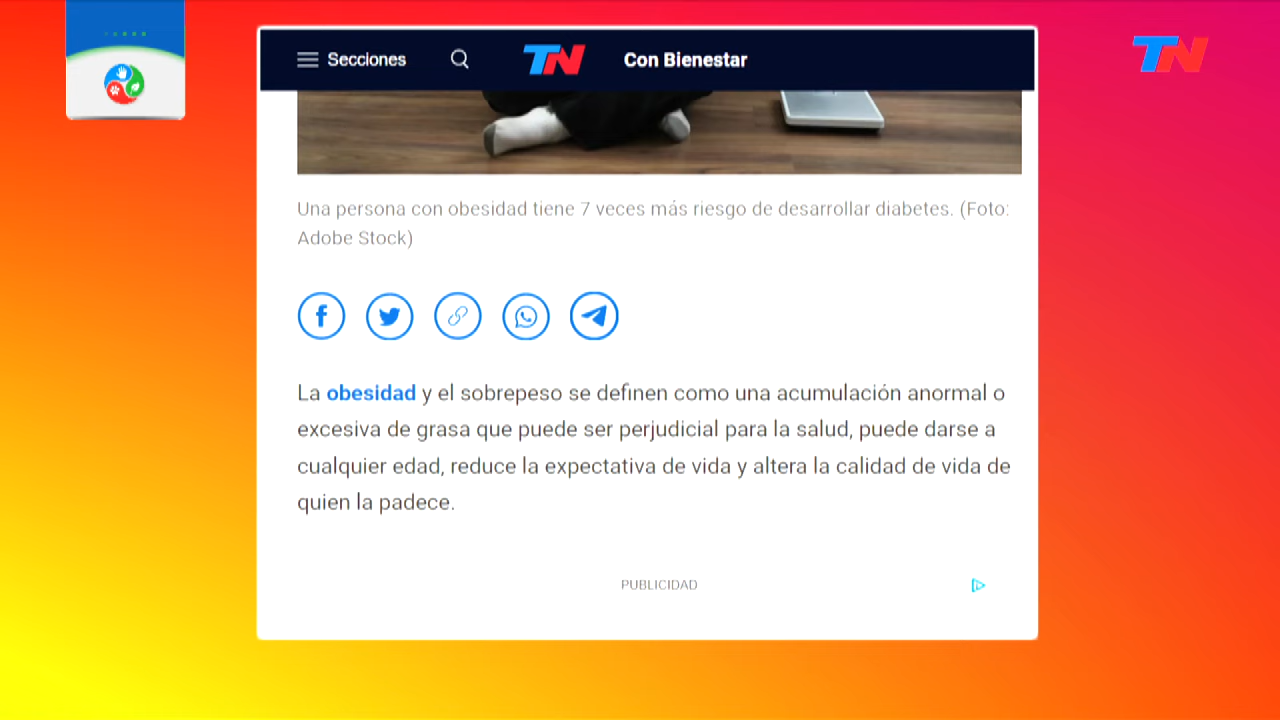 Secciones
TN
Con Bienestar
TN
Una persona con obesidad tiene 7 veces más riesgo de desarrollar diabetes. (Foto:
Adobe Stock)
La obesidad y el sobrepeso se definen como una acumulación anormal o
excesiva de grasa que puede ser perjudicial para la salud, puede darse a
cualquier edad, reduce la expectativa de vida y altera la calidad de vida de
quien la padece.
PUBLICIDAD